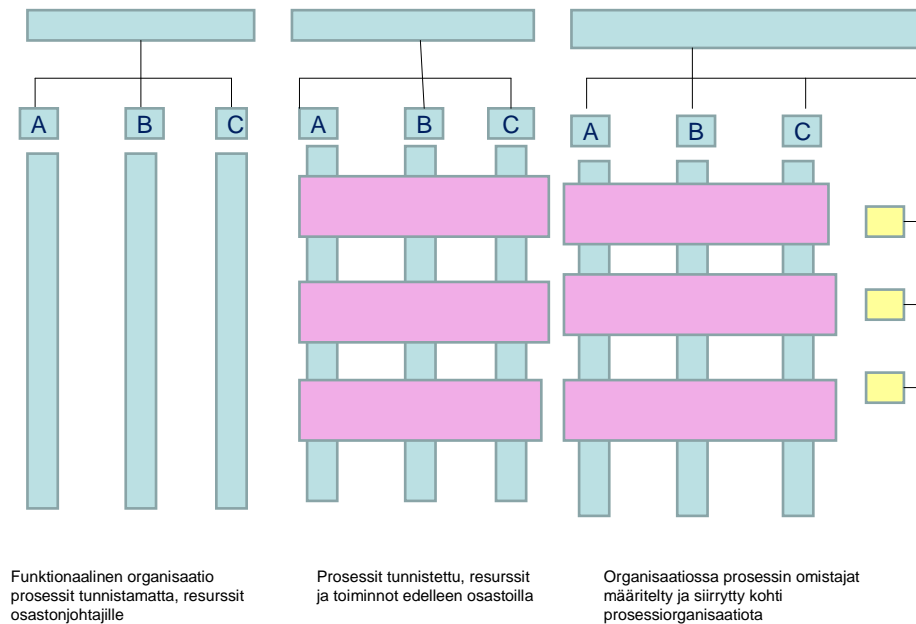 A B C
A B C
A B C
Funktionaalinen organisaatio
prosessit tunnistamatta, resurssit
osastonjohtajille
Prosessit tunnistettu, resurssit
ja toiminnot edelleen osastoilla
Organisaatiossa prosessin omistajat
määritelty ja siirrytty kohti
prosessiorganisaatiota